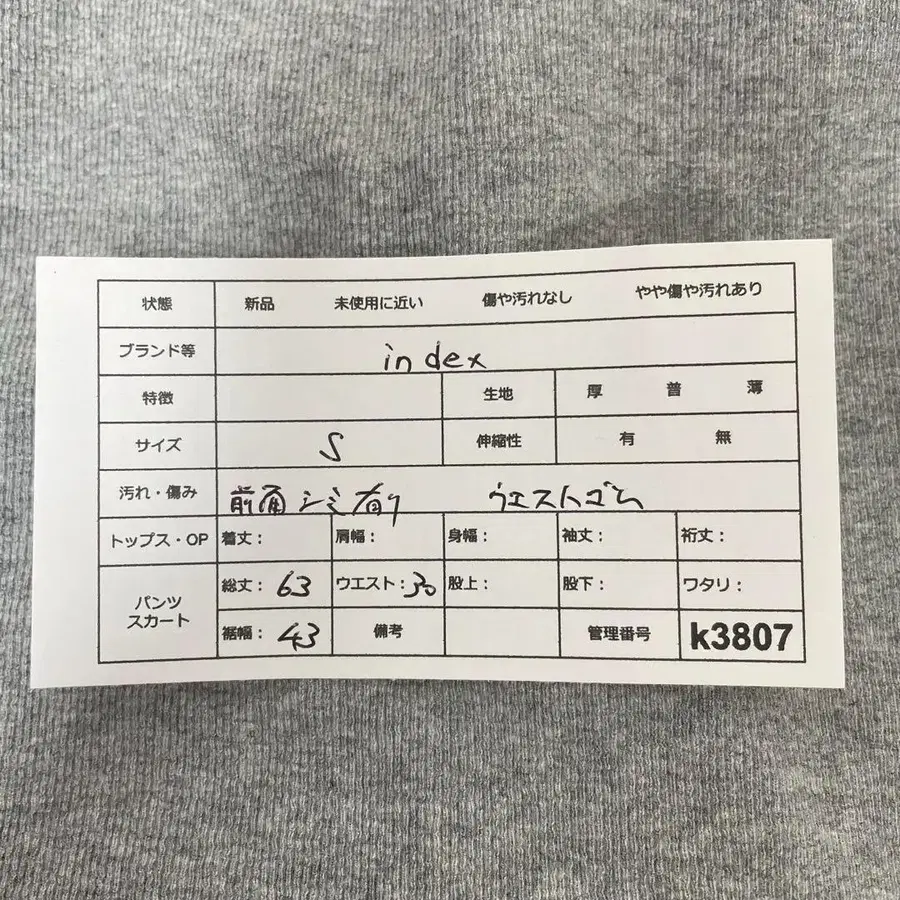 状態 新品 未使用に近い 傷や汚れなし やや傷や汚れあり
ブランド等 index
特徴 生地 厚 普 薄
サイズ S 伸縮性 有 無
汚れ・傷み 前面シミ有り ウエストゴム
トップス・OP 着丈: 肩幅: 身幅: 袖丈: 裄丈:
パンツ スカート 総丈: 63 ウエスト: 30 股上: 股下: ワタリ:
裾幅: 43 備考 管理番号 k3807